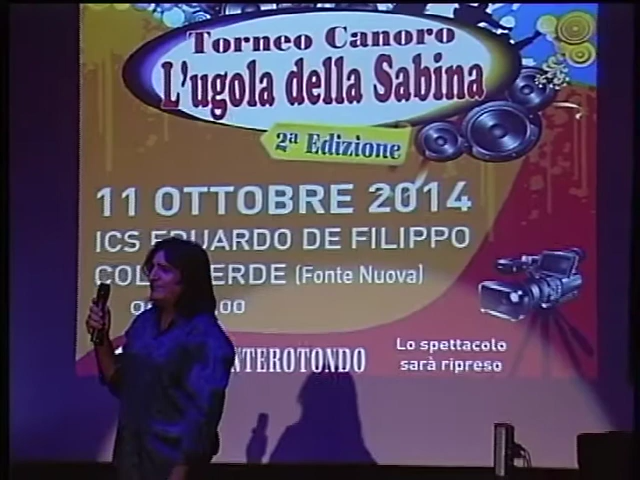 Torneo Canoro
L'ugola della Sabina
2ª Edizione
11 OTTOBRE 2014
ICS EDUARDO DE FILIPPO
(Fonte Nuova)
Lo spettacolo
sarà ripreso